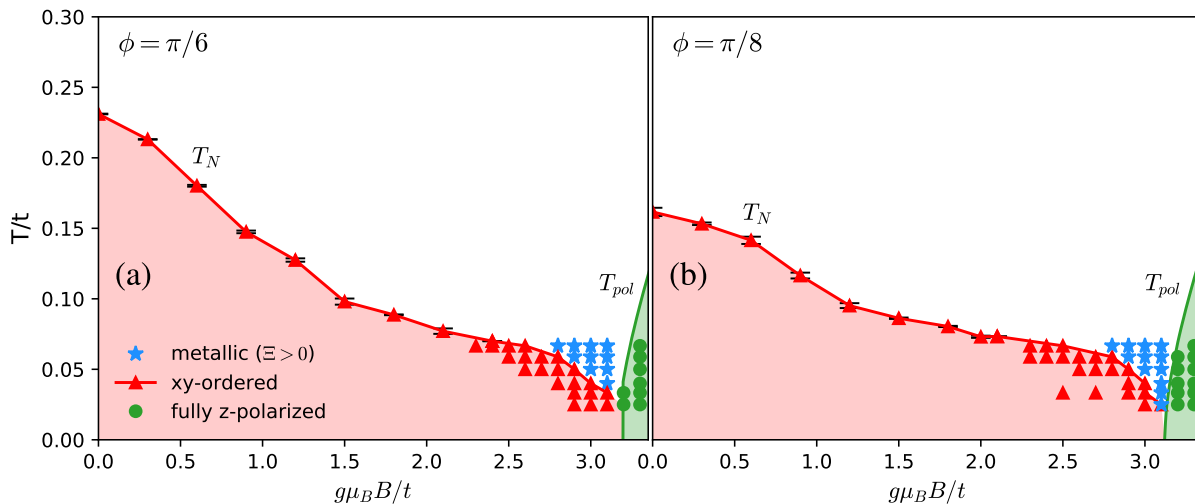 ϕ = π/6
0.30
0.25
0.20
0.15
0.10
0.05
0.00
T/t
T_N
(a)
T_pol
metallic (Ξ > 0)
xy-ordered
fully z-polarized
0.0 0.5 1.0 1.5 2.0 2.5 3.0
gμ_BB/t
ϕ = π/8
T_N
(b)
T_pol
0.0 0.5 1.0 1.5 2.0 2.5 3.0
gμ_BB/t